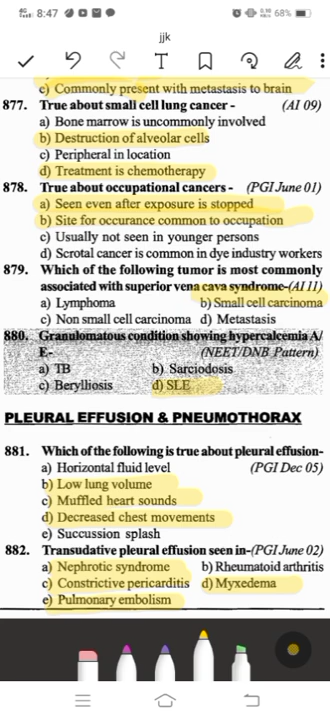 8:47 68%
jjk
T
e) Commonly present with metastasis to brain
877. True about small cell lung cancer - (AI 09)
a) Bone marrow is uncommonly involved
b) Destruction of alveolar cells
c) Peripheral in location
d) Treatment is chemotherapy
878. True about occupational cancers - (PGI June 01)
a) Seen even after exposure is stopped
b) Site for occurance common to occupation
c) Usually not seen in younger persons
d) Scrotal cancer is common in dye industry workers
879. Which of the following tumor is most commonly
associated with superior vena cava syndrome-(AI 11)
a) Lymphoma b) Small cell carcinoma
c) Non small cell carcinoma d) Metastasis
880. Granulomatous condition showing hypercalcemia A/
E- (NEET/DNB Pattern)
a) TB b) Sarciodosis
c) Berylliosis d) SLE
PLEURAL EFFUSION & PNEUMOTHORAX
881. Which of the following is true about pleural effusion-
a) Horizontal fluid level (PGI Dec 05)
b) Low lung volume
c) Muffled heart sounds
d) Decreased chest movements
e) Succussion splash
882. Transudative pleural effusion seen in-(PGI June 02)
a) Nephrotic syndrome b) Rheumatoid arthritis
c) Constrictive pericarditis d) Myxedema
e) Pulmonary embolism